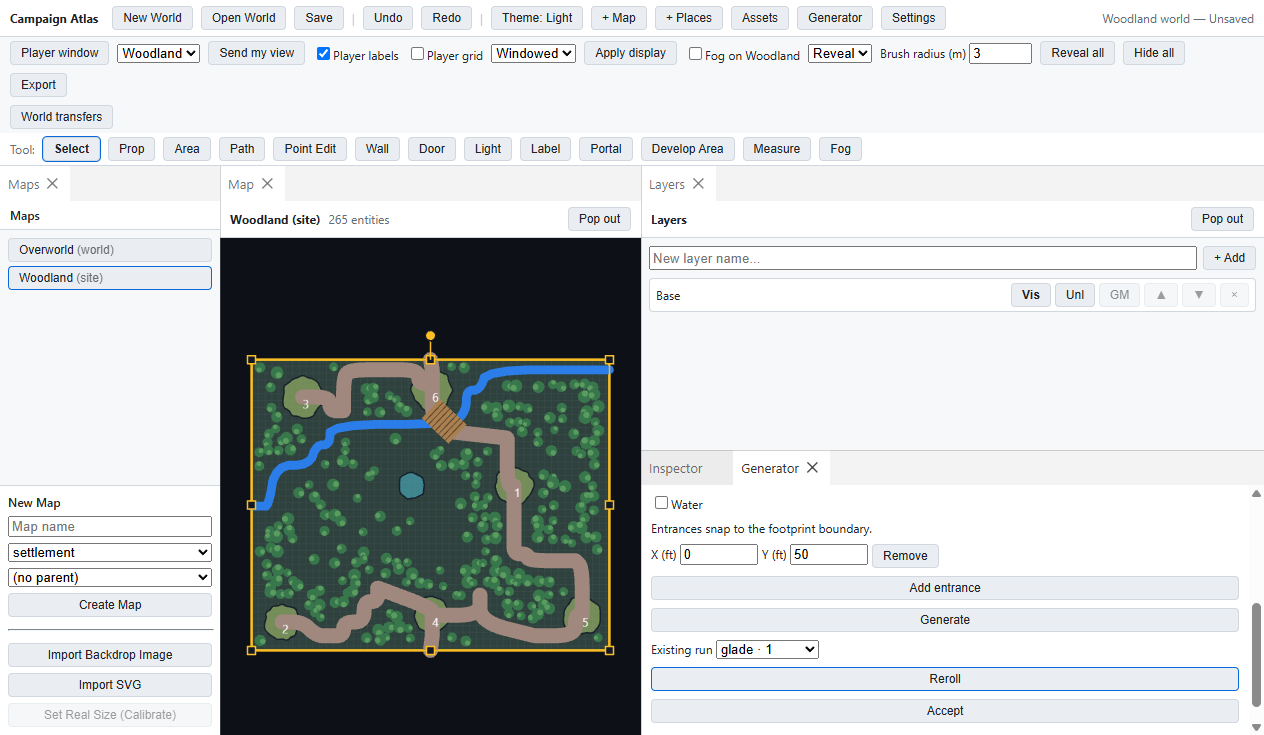 Campaign Atlas New World Open World Save | Undo Redo | Theme: Light + Map + Places Assets Generator Settings Woodland world — Unsaved
Player window Woodland Send my view Player labels Player grid Windowed Apply display Fog on Woodland Reveal Brush radius (m) 3 Reveal all Hide all
Export
World transfers
Tool: Select Prop Area Path Point Edit Wall Door Light Label Portal Develop Area Measure Fog
Maps
Maps
Overworld (world)
Woodland (site)
New Map
Map name
settlement
(no parent)
Create Map
Import Backdrop Image
Import SVG
Set Real Size (Calibrate)
Map
Woodland (site) 265 entities Pop out
3
6
1
2
4
5
Layers
Layers Pop out
New layer name... + Add
Base Vis Unl GM ▲ ▼ ×
Inspector Generator
Water
Entrances snap to the footprint boundary.
X (ft) 0 Y (ft) 50 Remove
Add entrance
Generate
Existing run glade · 1
Reroll
Accept